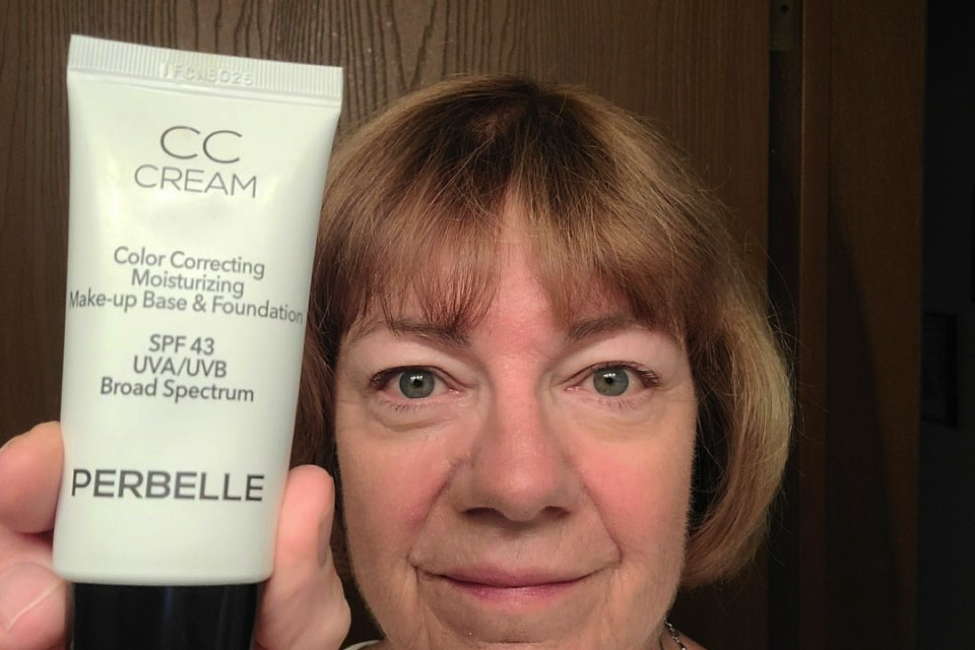 CC
CREAM
Color Correcting
Moisturizing
Make-up Base & Foundation
SPF 43
UVA/UVB
Broad Spectrum
PERBELLE